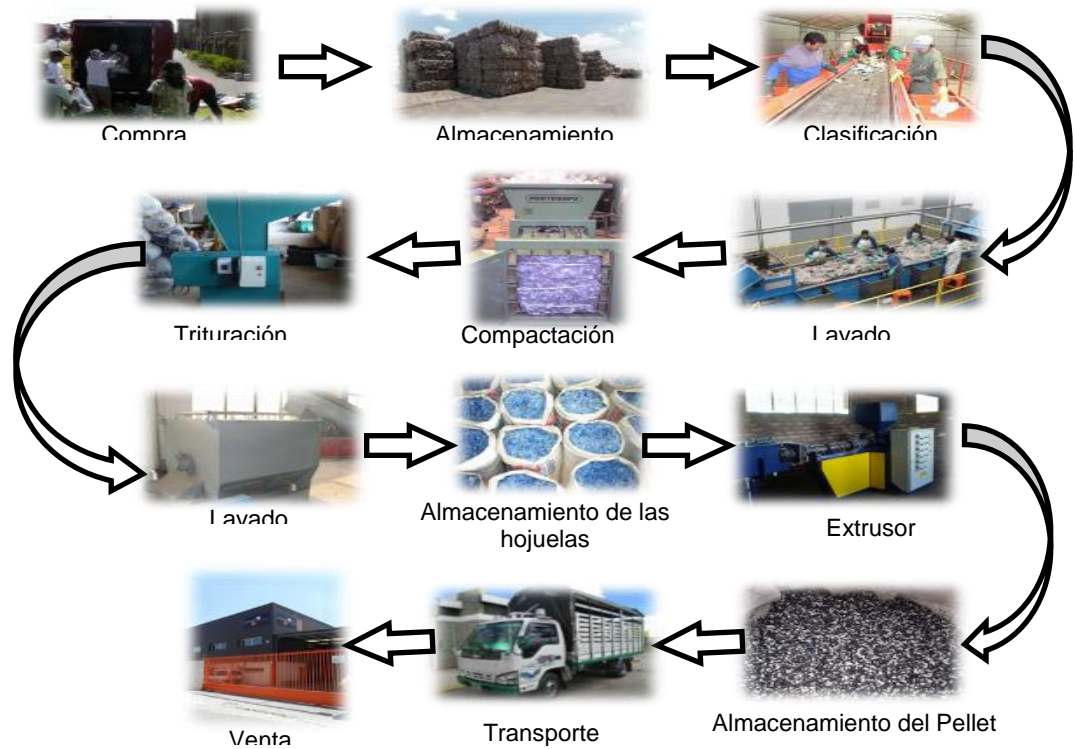 Compra
Almacenamiento
Clasificación
Trituración
Compactación
Lavado
Lavado
Almacenamiento de las
hojuelas
Extrusor
Venta
Transporte
Almacenamiento del Pellet